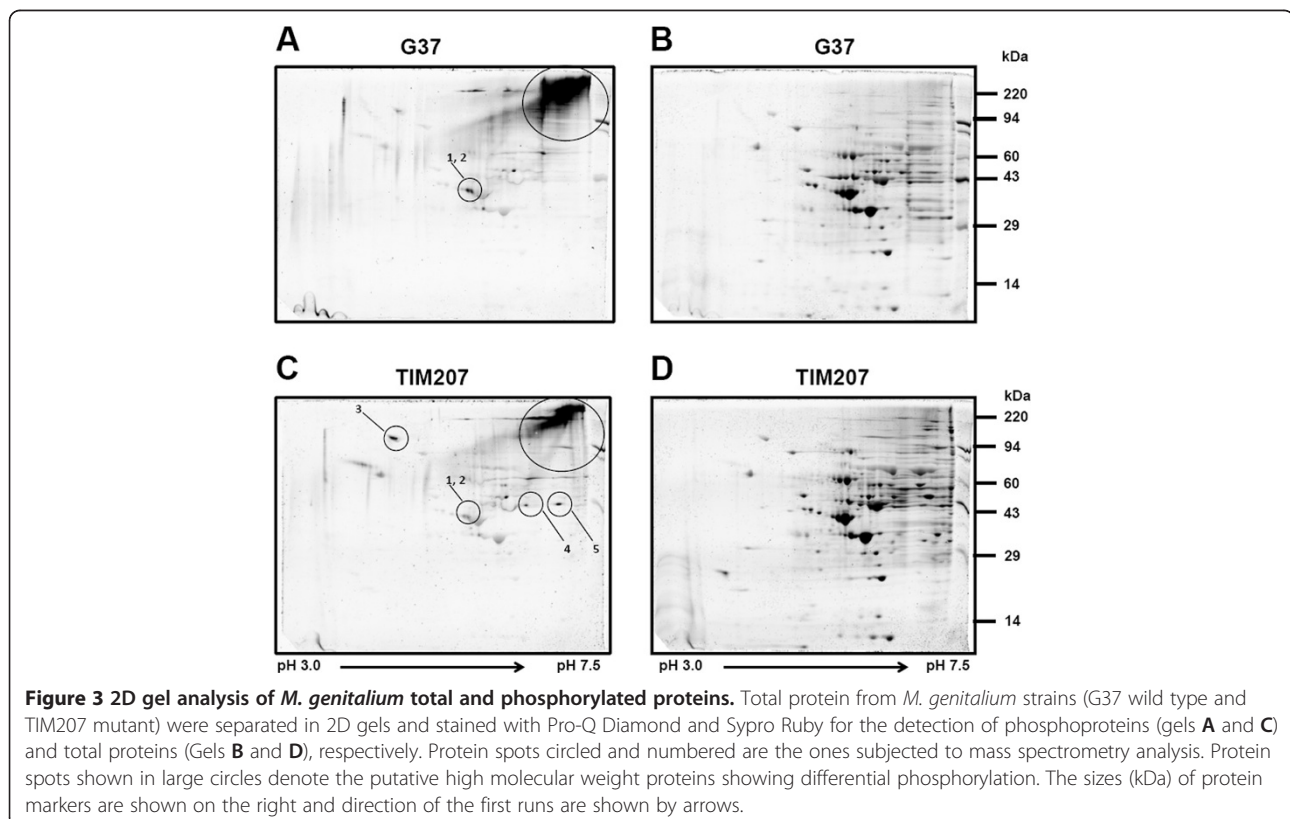 A
G37
B
G37
kDa
220
94
60
43
29
14
1, 2
C
TIM207
D
TIM207
kDa
220
94
60
43
29
14
3
1, 2
4
5
pH 3.0
pH 7.5
pH 3.0
pH 7.5
Figure 3 2D gel analysis of M. genitalium total and phosphorylated proteins. Total protein from M. genitalium strains (G37 wild type and
TIM207 mutant) were separated in 2D gels and stained with Pro-Q Diamond and Sypro Ruby for the detection of phosphoproteins (gels A and C)
and total proteins (Gels B and D), respectively. Protein spots circled and numbered are the ones subjected to mass spectrometry analysis. Protein
spots shown in large circles denote the putative high molecular weight proteins showing differential phosphorylation. The sizes (kDa) of protein
markers are shown on the right and direction of the first runs are shown by arrows.